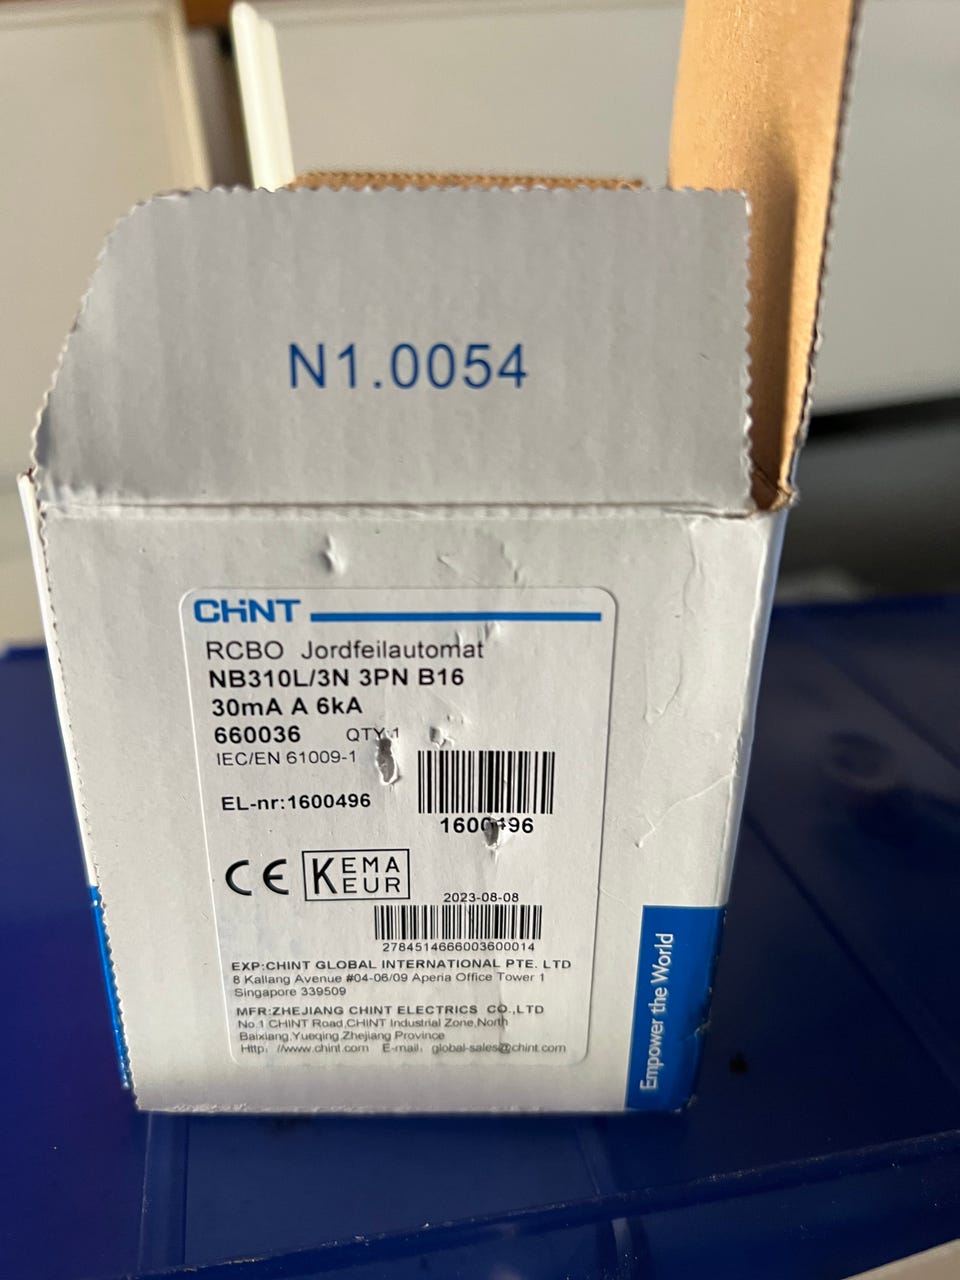 N1.0054
CHINT
RCBO Jordfeilautomat
NB310L/3N 3PN B16
30mA A 6kA
660036 QTY:1
IEC/EN 61009-1
EL-nr:1600496
1600496
CE KEMA
KEUR
2023-08-08
2784514666003600014
EXP:CHINT GLOBAL INTERNATIONAL PTE. LTD
8 Kallang Avenue #04-06/09 Aperia Office Tower 1
Singapore 339509
MFR:ZHEJIANG CHINT ELECTRICS CO.,LTD
No.1 CHINT Road,CHINT Industrial Zone,North
Baixiang,Yueqing,Zhejiang Province
Http: //www.chint.com E-mail: global-sales@chint.com
Empower the World